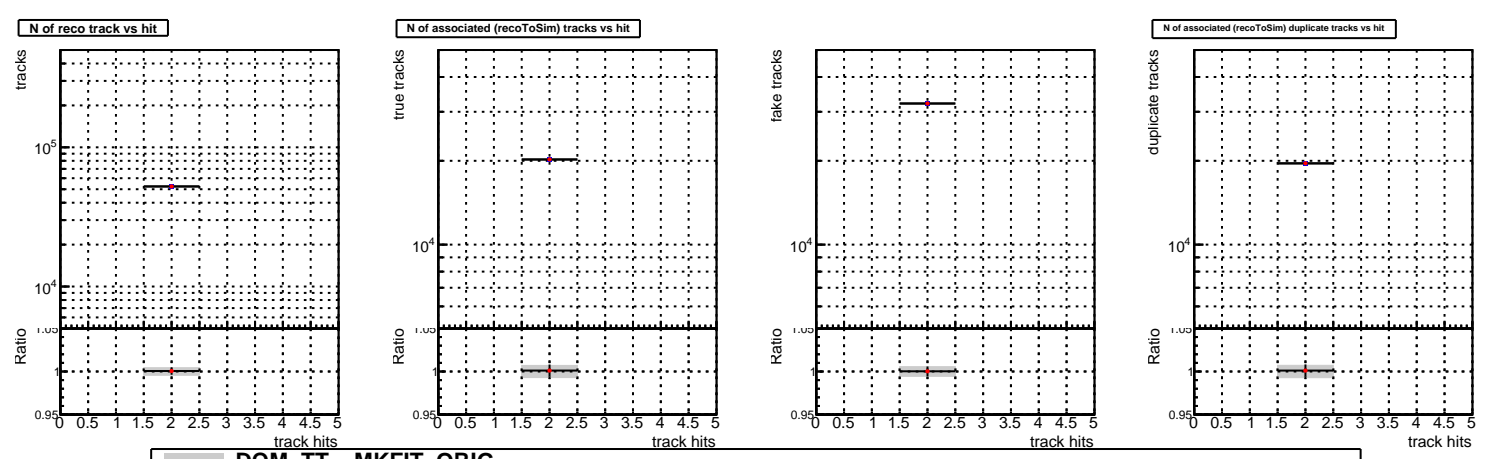 N of reco track vs hit
N of associated (recoToSim) tracks vs hit
N of associated (recoToSim) duplicate tracks vs hit
tracks
10^5
10^4
true tracks
10^4
fake tracks
10^4
duplicate tracks
10^4
Ratio
1.05
1
0.95
0 0.5 1 1.5 2 2.5 3 3.5 4 4.5 5
track hits
Ratio
1.05
1
0.95
0 0.5 1 1.5 2 2.5 3 3.5 4 4.5 5
track hits
Ratio
1.05
1
0.95
0 0.5 1 1.5 2 2.5 3 3.5 4 4.5 5
track hits
Ratio
1.05
1
0.95
0 0.5 1 1.5 2 2.5 3 3.5 4 4.5 5
track hits